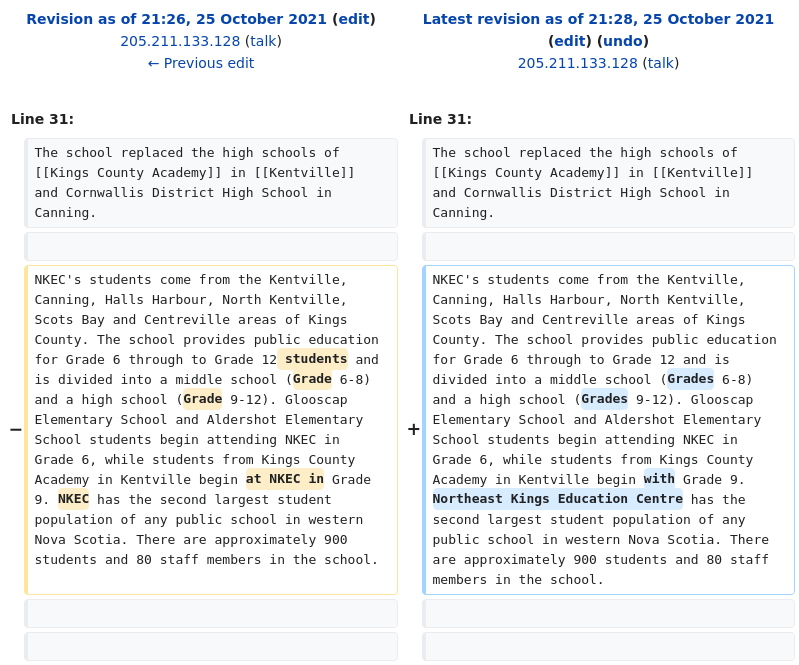 Revision as of 21:26, 25 October 2021 (edit)
205.211.133.128 (talk)
← Previous edit
Latest revision as of 21:28, 25 October 2021
(edit) (undo)
205.211.133.128 (talk)
Line 31:
The school replaced the high schools of
[[Kings County Academy]] in [[Kentville]]
and Cornwallis District High School in
Canning.
−
NKEC's students come from the Kentville,
Canning, Halls Harbour, North Kentville,
Scots Bay and Centreville areas of Kings
County. The school provides public education
for Grade 6 through to Grade 12 students and
is divided into a middle school (Grade 6-8)
and a high school (Grade 9-12). Glooscap
Elementary School and Aldershot Elementary
School students begin attending NKEC in
Grade 6, while students from Kings County
Academy in Kentville begin at NKEC in Grade
9. NKEC has the second largest student
population of any public school in western
Nova Scotia. There are approximately 900
students and 80 staff members in the school.
Line 31:
The school replaced the high schools of
[[Kings County Academy]] in [[Kentville]]
and Cornwallis District High School in
Canning.
+
NKEC's students come from the Kentville,
Canning, Halls Harbour, North Kentville,
Scots Bay and Centreville areas of Kings
County. The school provides public education
for Grade 6 through to Grade 12 and is
divided into a middle school (Grades 6-8)
and a high school (Grades 9-12). Glooscap
Elementary School and Aldershot Elementary
School students begin attending NKEC in
Grade 6, while students from Kings County
Academy in Kentville begin with Grade 9.
Northeast Kings Education Centre has the
second largest student population of any
public school in western Nova Scotia. There
are approximately 900 students and 80 staff
members in the school.